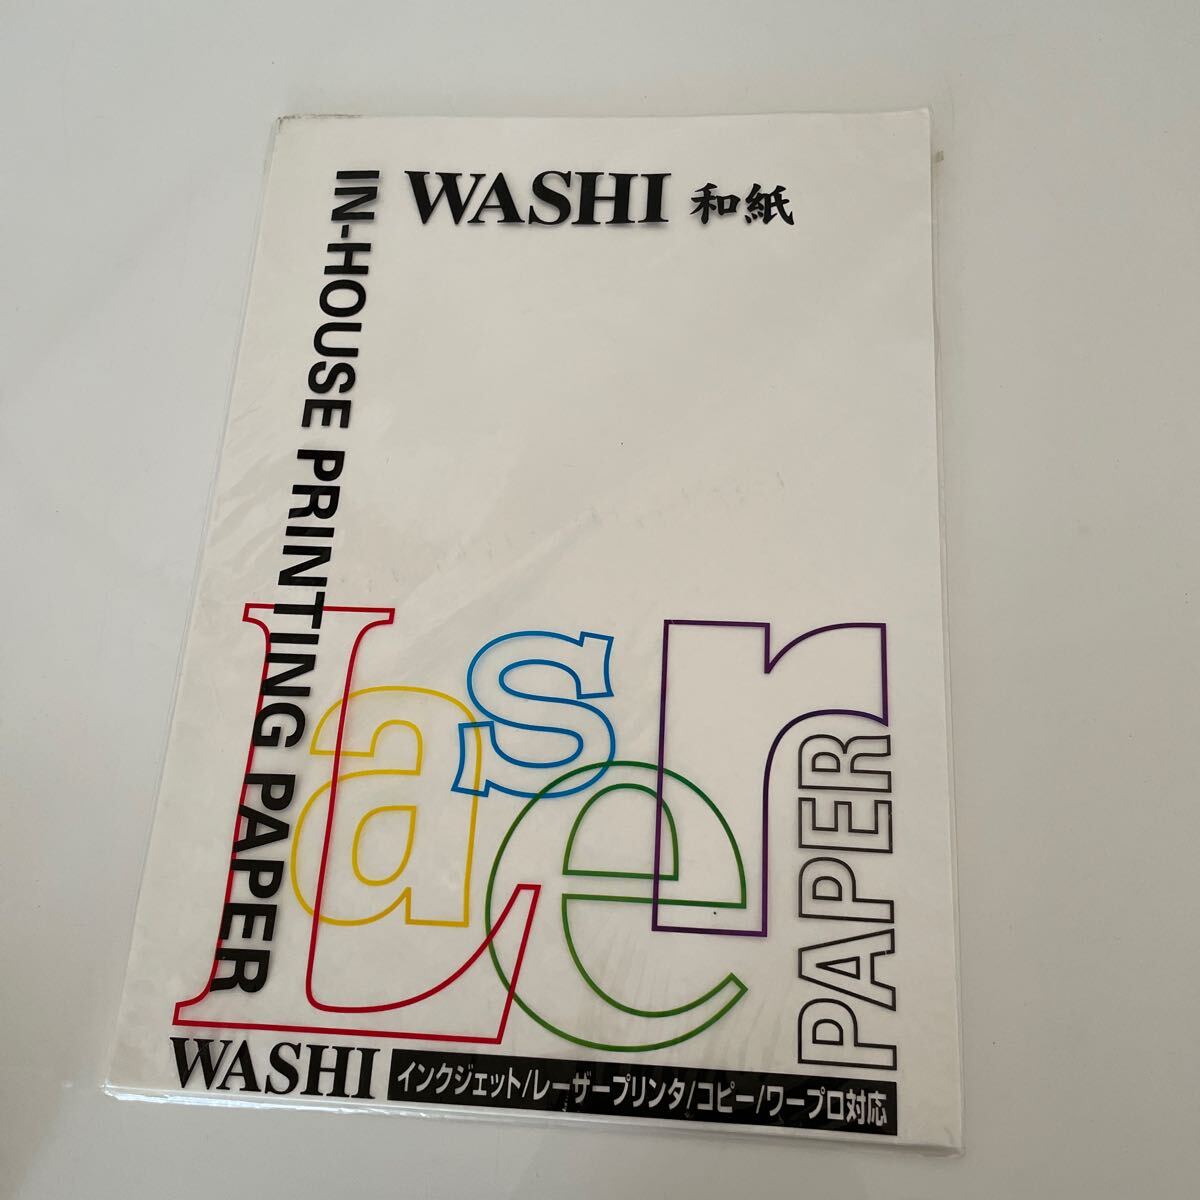 WASHI 和紙
IN-HOUSE PRINTING PAPER
Laser
PAPER
WASHI
インクジェット/レーザープリンタ/コピー/ワープロ対応